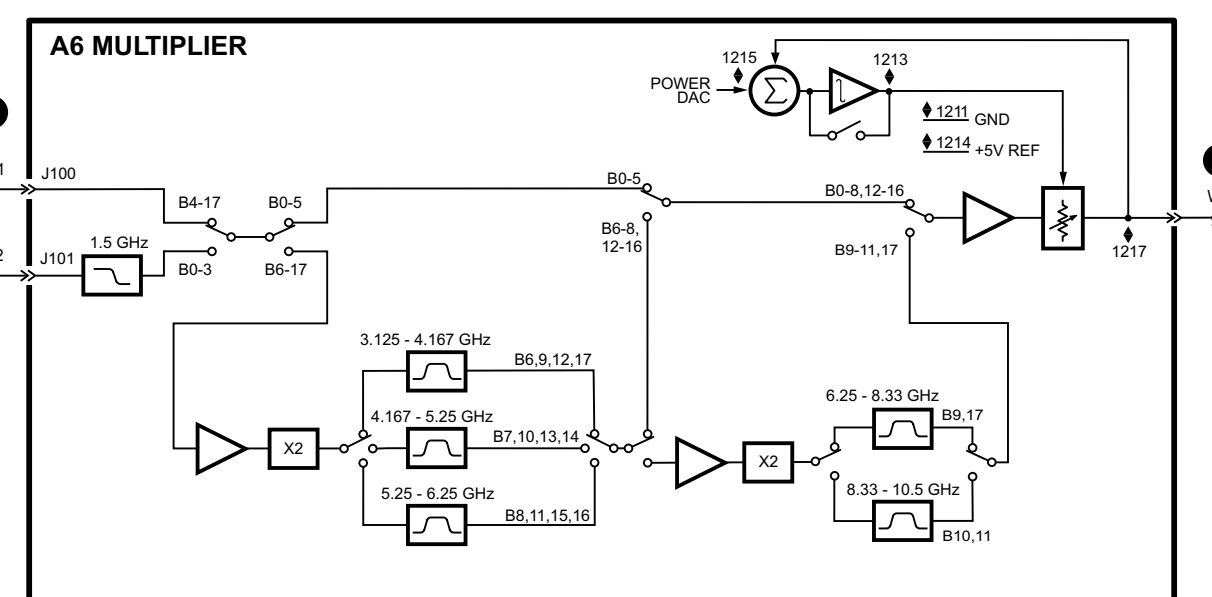 A6 MULTIPLIER
1215
1213
POWER
DAC
Σ
1211 GND
1214 +5V REF
1
J100
B4-17
B0-5
B0-5
B0-8,12-16
B6-8,
12-16
B9-11,17
1217
W
2
J101
1.5 GHz
B0-3
B6-17
3.125 - 4.167 GHz
B6,9,12,17
4.167 - 5.25 GHz
B7,10,13,14
X2
5.25 - 6.25 GHz
B8,11,15,16
6.25 - 8.33 GHz
B9,17
X2
8.33 - 10.5 GHz
B10,11